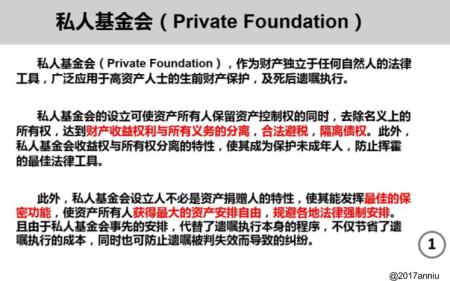 私人基金会（Private Foundation）
私人基金会（Private Foundation），作为财产独立于任何自然人的法律
工具，广泛应用于高资产人士的生前财产保护，及死后遗嘱执行。
私人基金会的设立可使资产所有人保留资产控制权的同时，去除名义上的
所有权，达到财产收益权利与所有义务的分离，合法避税，隔离债权。此外，
私人基金会收益权与所有权分离的特性，使其成为保护未成年人，防止挥霍
的最佳法律工具。
此外，私人基金会设立人不必是资产捐赠人的特性，使其能发挥最佳的保
密功能，使资产所有人获得最大的资产安排自由，规避各地法律强制安排。
且由于私人基金会事先的安排，代替了遗嘱执行本身的程序，不仅节省了遗
嘱执行的成本，同时也可防止遗嘱被判失效而导致的纠纷。
1
@2017anniu